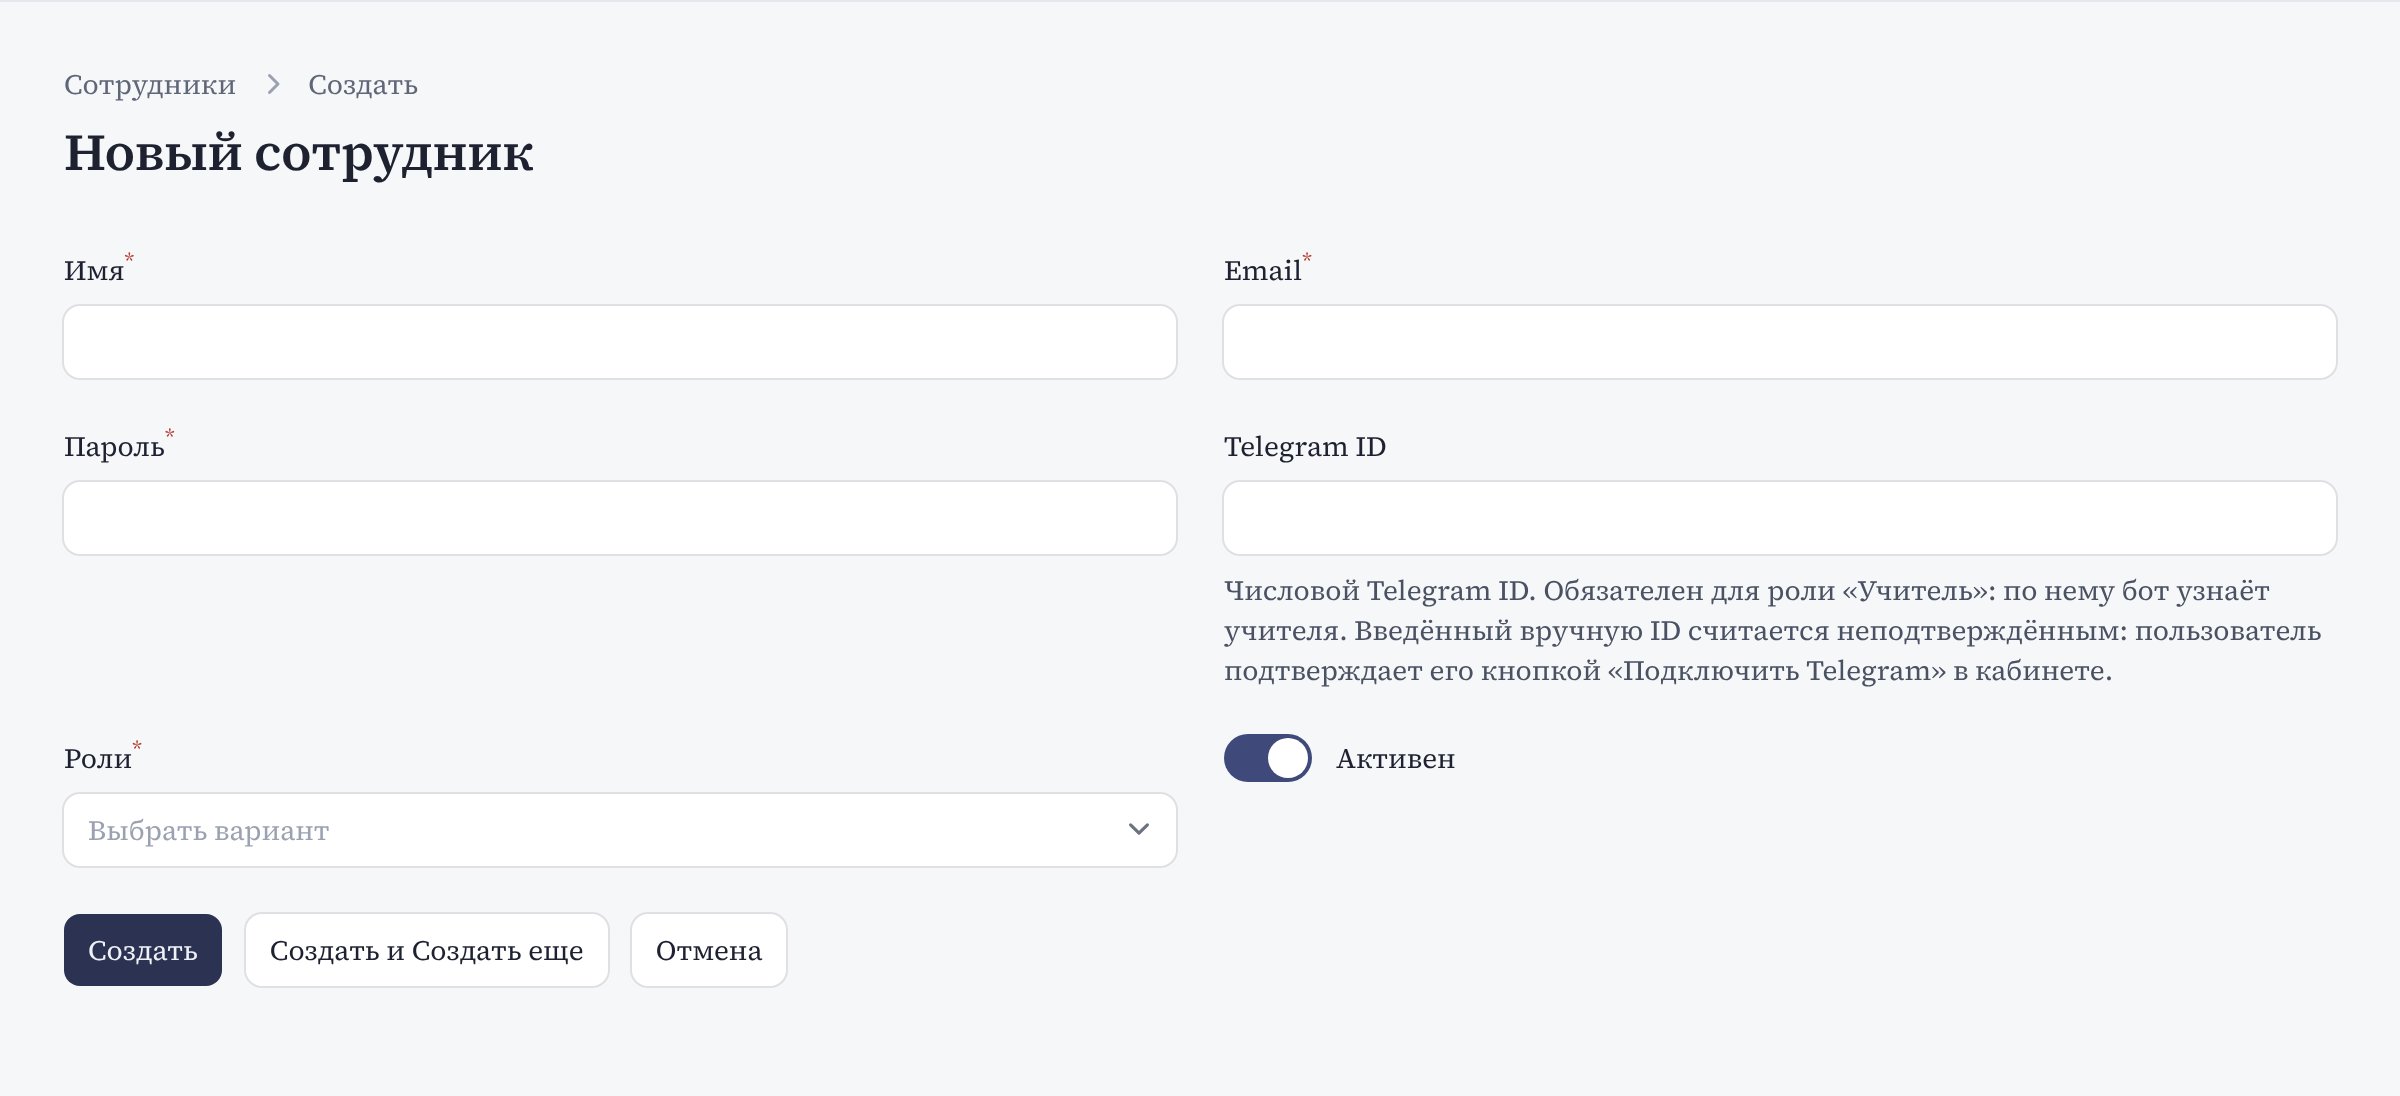 Сотрудники Создать
Новый сотрудник
Имя*
Email*
Пароль*
Telegram ID
Числовой Telegram ID. Обязателен для роли «Учитель»: по нему бот узнаёт
учителя. Введённый вручную ID считается неподтверждённым: пользователь
подтверждает его кнопкой «Подключить Telegram» в кабинете.
Роли*
Выбрать вариант
Активен
Создать
Создать и Создать еще
Отмена